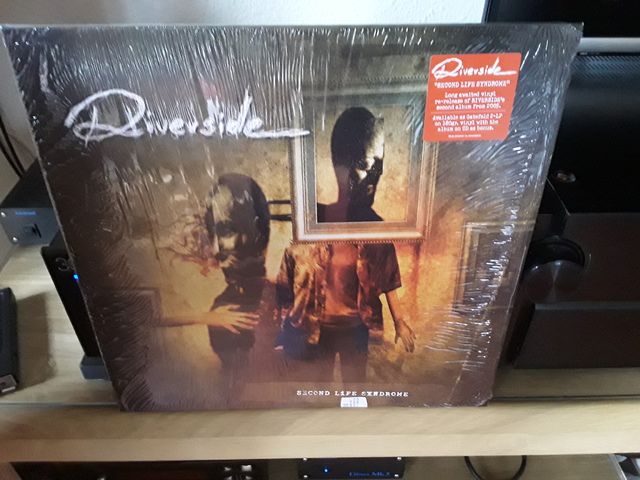 Riverside
Riverside
"SECOND LIFE SYNDROME"
Long awaited vinyl
re-release of RIVERSIDE's
second album from 2005.
Available as Gatefold 2-LP
on 180gr. vinyl with the
album on CD as bonus.
SECOND LIFE SYNDROME